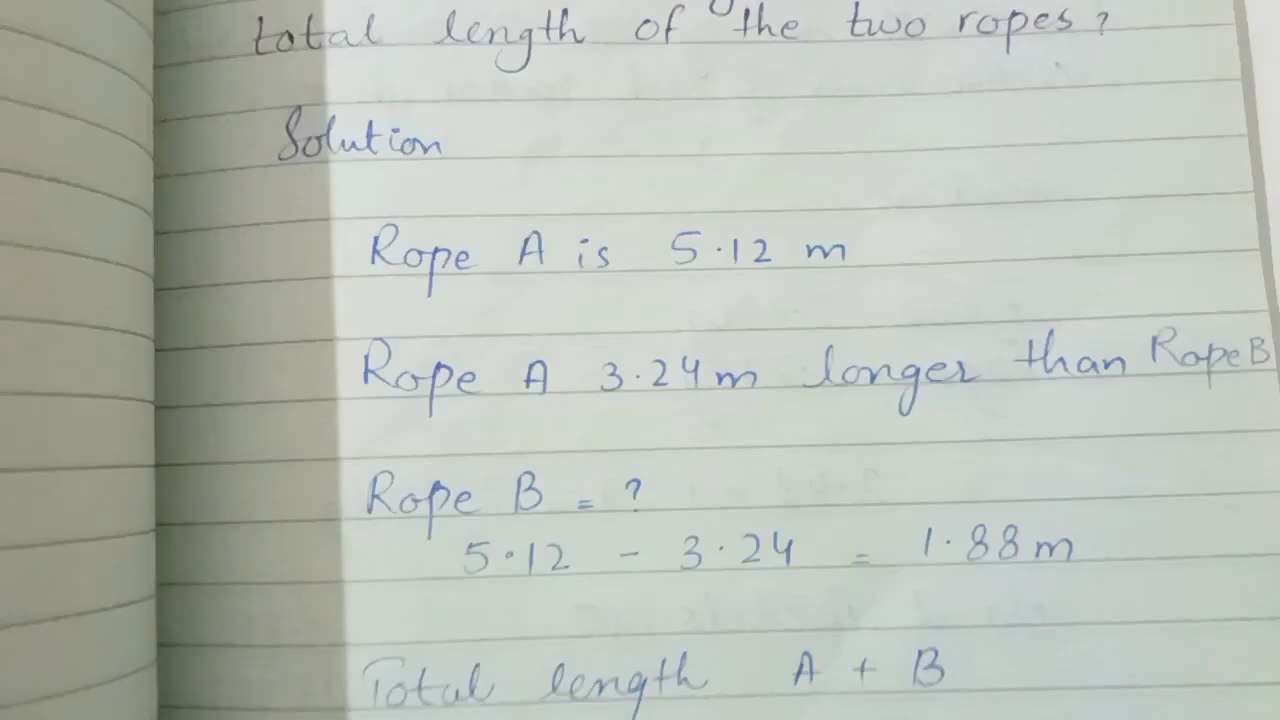 total length of the two ropes?
Solution
Rope A is 5.12 m
Rope A 3.24m longer than Rope B
Rope B = ?
5.12 - 3.24 = 1.88m
Total length A + B